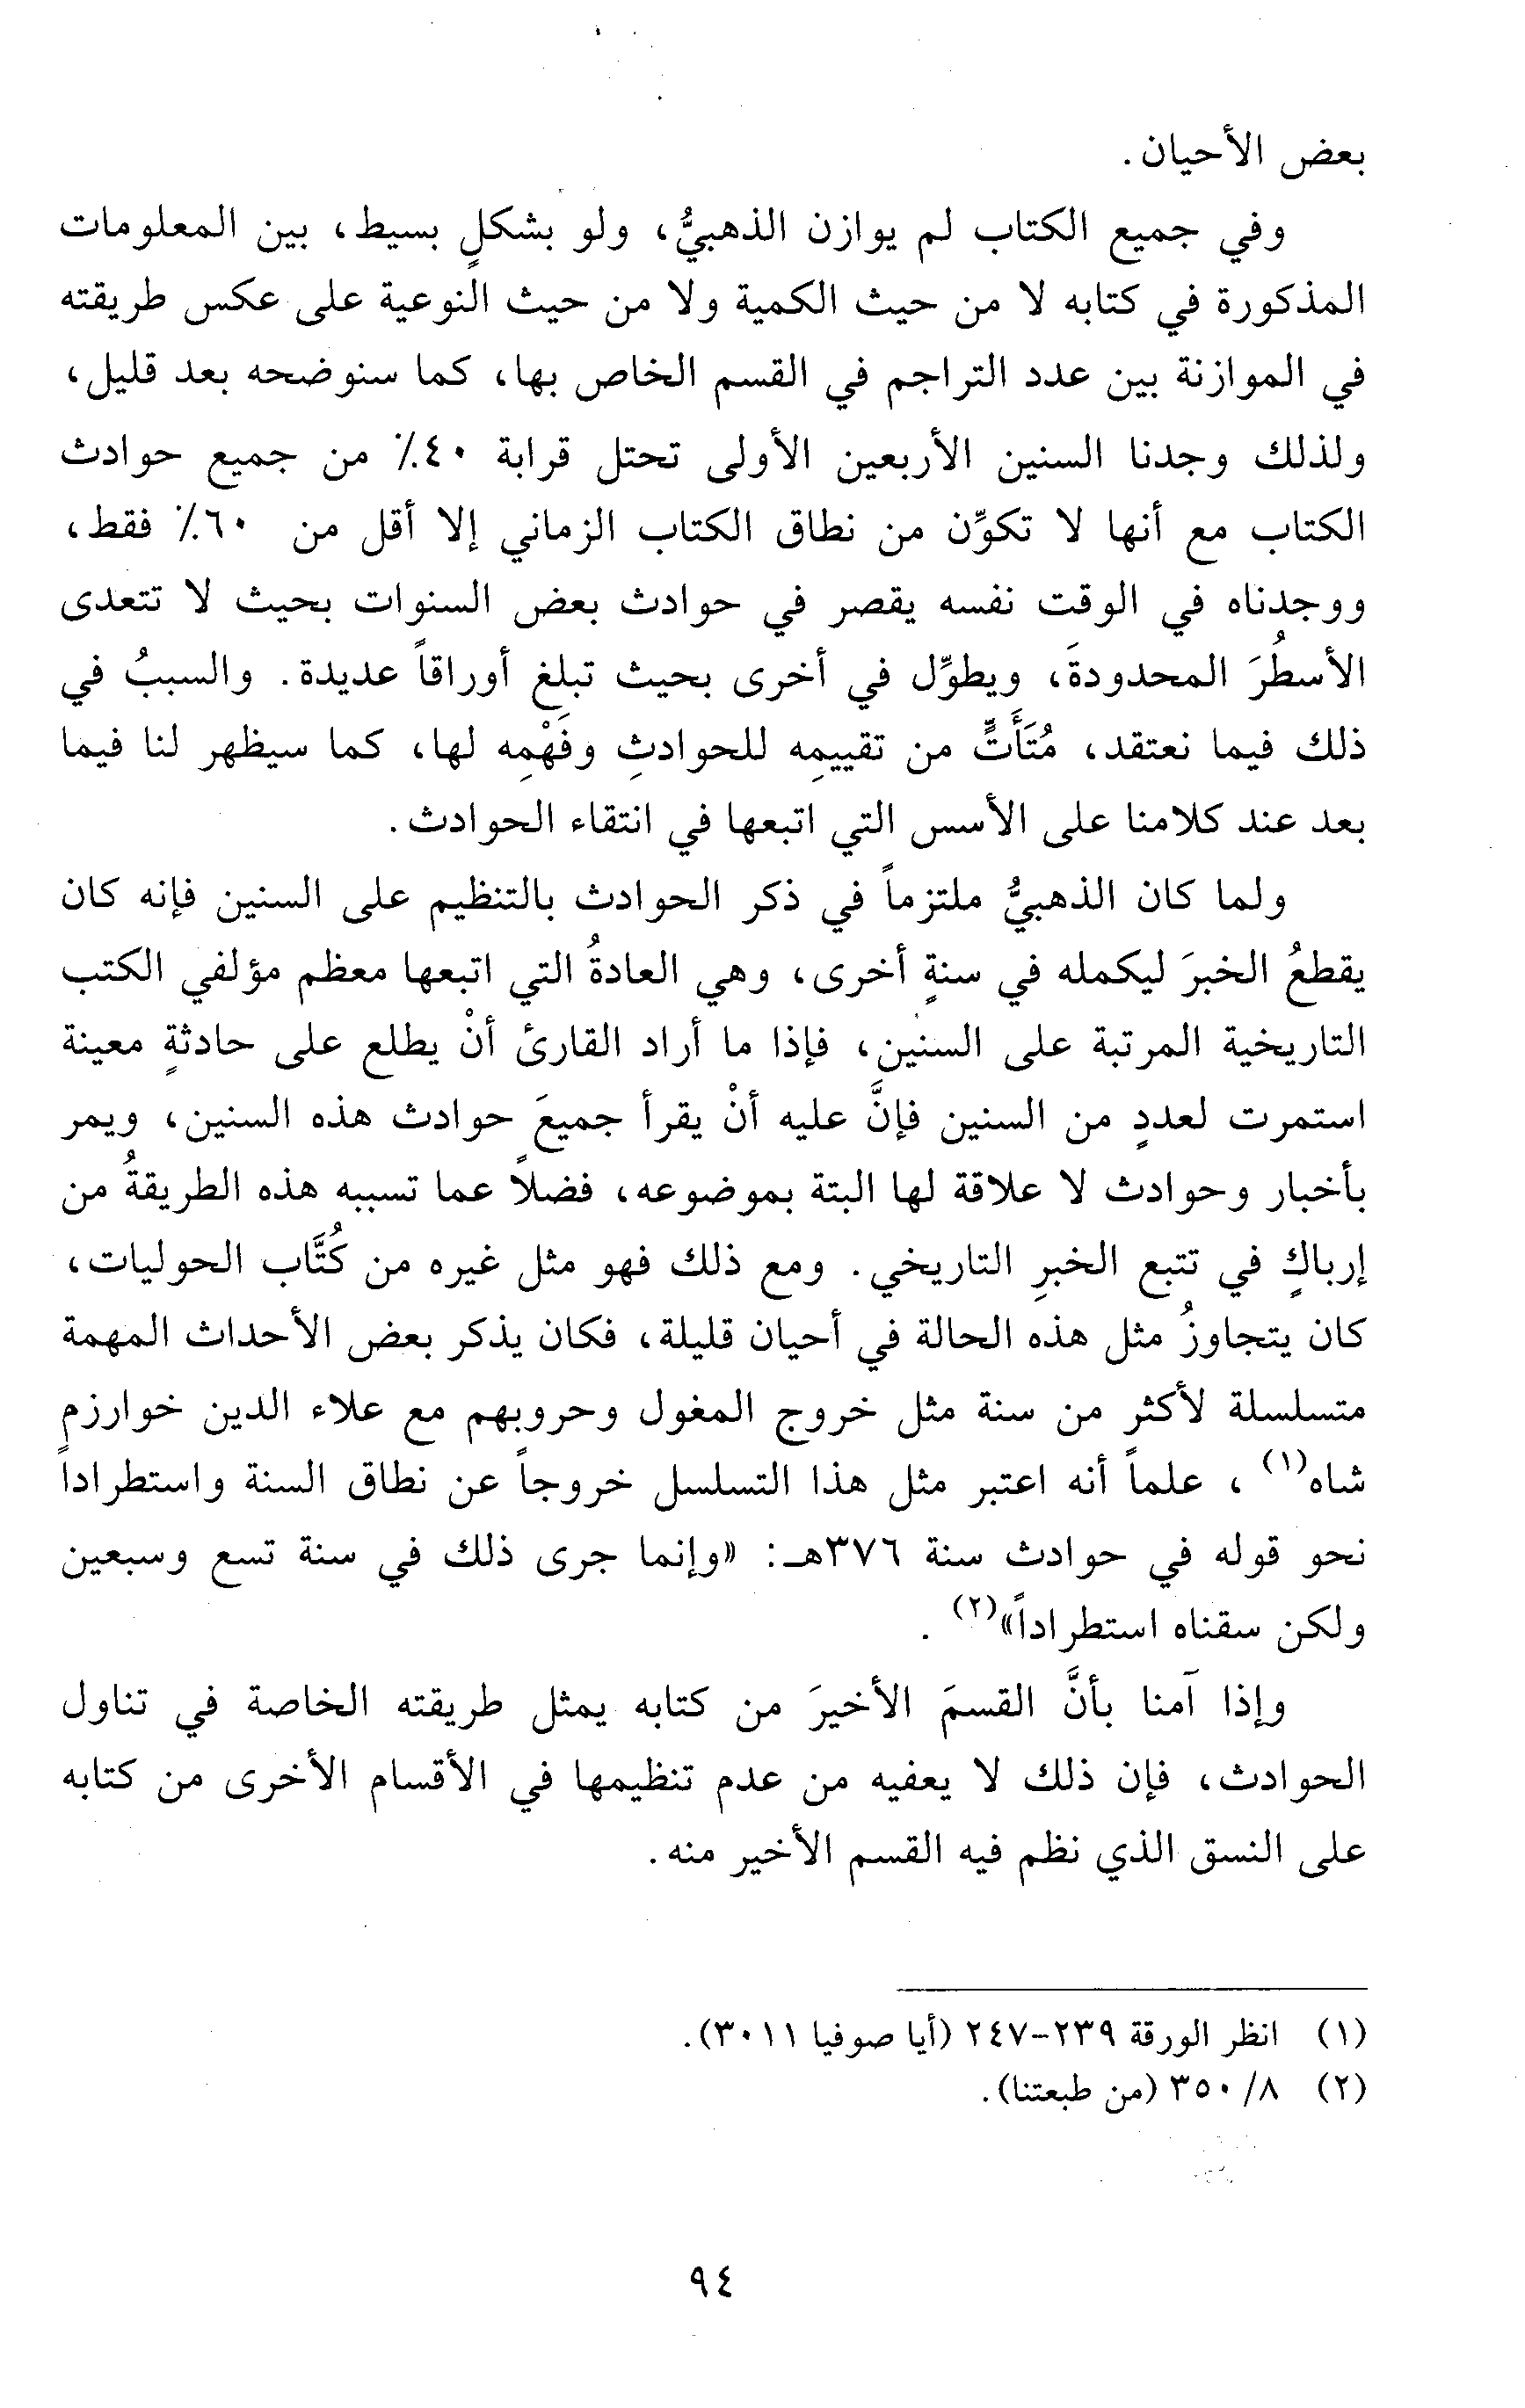 بعض الأحيان .
وفي جميع الكتاب لم يوازن الذهبيُّ، ولو بشكلٍ بسيط، بين المعلومات
المذكورة في كتابه لا من حيث الكمية ولا من حيث النوعية على عكس طريقته
في الموازنة بين عدد التراجم في القسم الخاص بها، كما سنوضحه بعد قليل،
ولذلك وجدنا السنين الأربعين الأولى تحتل قرابة ٤٠٪ من جميع حوادث
الكتاب مع أنها لا تكوِّن من نطاق الكتاب الزماني إلا أقل من ٦٠٪ فقط،
ووجدناه في الوقت نفسه يقصر في حوادث بعض السنوات بحيث لا تتعدى
الأسطُرَ المحدودةَ، ويطوِّل في أخرى بحيث تبلغ أوراقاً عديدة. والسببُ في
ذلك فيما نعتقد، مُتَأَتٍّ من تقييمِه للحوادثِ وفَهْمِه لها، كما سيظهر لنا فيما
بعد عند كلامنا على الأسس التي اتبعها في انتقاء الحوادث.
ولما كان الذهبيُّ ملتزماً في ذكر الحوادث بالتنظيم على السنين فإنه كان
يقطعُ الخبرَ ليكمله في سنةٍ أخرى، وهي العادةُ التي اتبعها معظم مؤلفي الكتب
التاريخية المرتبة على السنين، فإذا ما أراد القارئ أنْ يطلع على حادثةٍ معينة
استمرت لعددٍ من السنين فإنَّ عليه أنْ يقرأ جميعَ حوادث هذه السنين، ويمر
بأخبار وحوادث لا علاقة لها البتة بموضوعه، فضلاً عما تسببه هذه الطريقةُ من
إرباكٍ في تتبع الخبرِ التاريخي. ومع ذلك فهو مثل غيره من كُتَّاب الحوليات،
كان يتجاوزُ مثل هذه الحالة في أحيان قليلة، فكان يذكر بعض الأحداث المهمة
متسلسلة لأكثر من سنة مثل خروج المغول وحروبهم مع علاء الدين خوارزم
شاه(١) ، علماً أنه اعتبر مثل هذا التسلسل خروجاً عن نطاق السنة واستطراداً
نحو قوله في حوادث سنة ٣٧٦هـ: «وإنما جرى ذلك في سنة تسع وسبعين
ولكن سقناه استطراداً»(٢) .
وإذا آمنا بأنَّ القسمَ الأخيرَ من كتابه يمثل طريقته الخاصة في تناول
الحوادث، فإن ذلك لا يعفيه من عدم تنظيمها في الأقسام الأخرى من كتابه
على النسق الذي نظم فيه القسم الأخير منه.
(١) انظر الورقة ٢٣٩-٢٤٧ (أيا صوفيا ٣٠١١).
(٢) ٨/ ٣٥٠ (من طبعتنا).
٩٤